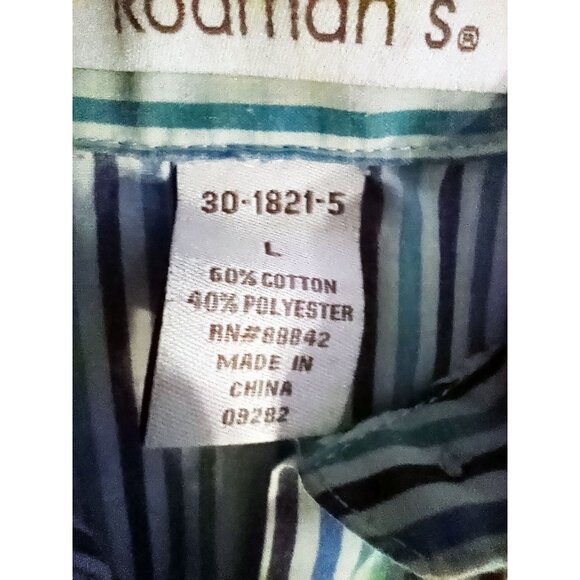 Roaman s®
30-1821-5
L
60% COTTON
40% POLYESTER
RN#88842
MADE IN
CHINA
09282